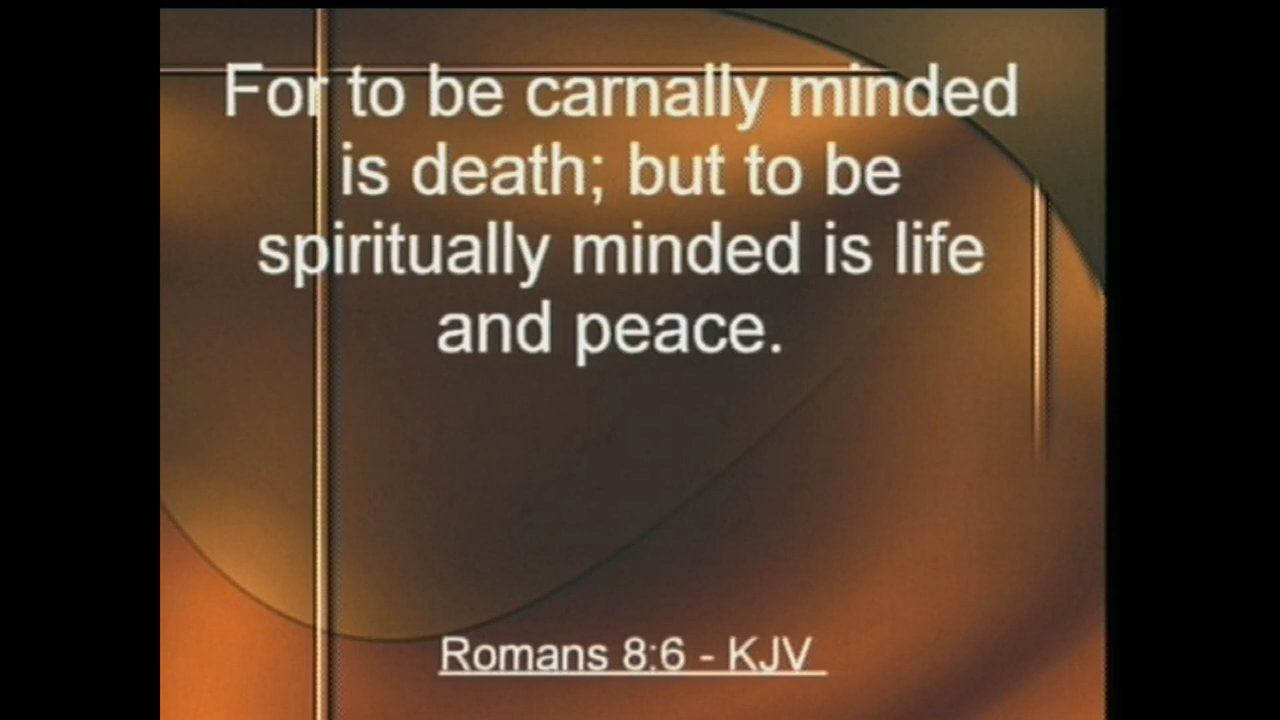 For to be carnally minded
is death; but to be
spiritually minded is life
and peace.
Romans 8:6 - KJV